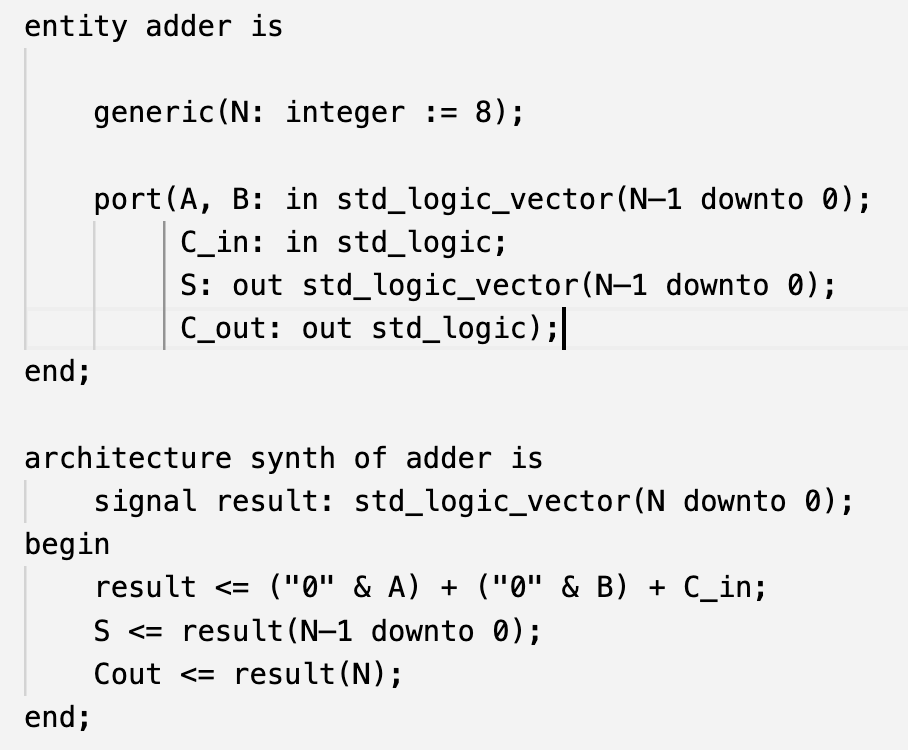 entity adder is
generic(N: integer := 8);
port(A, B: in std_logic_vector(N-1 downto 0);
C_in: in std_logic;
S: out std_logic_vector(N-1 downto 0);
C_out: out std_logic);
end;
architecture synth of adder is
signal result: std_logic_vector(N downto 0);
begin
result <= ("0" & A) + ("0" & B) + C_in;
S <= result(N-1 downto 0);
Cout <= result(N);
end;